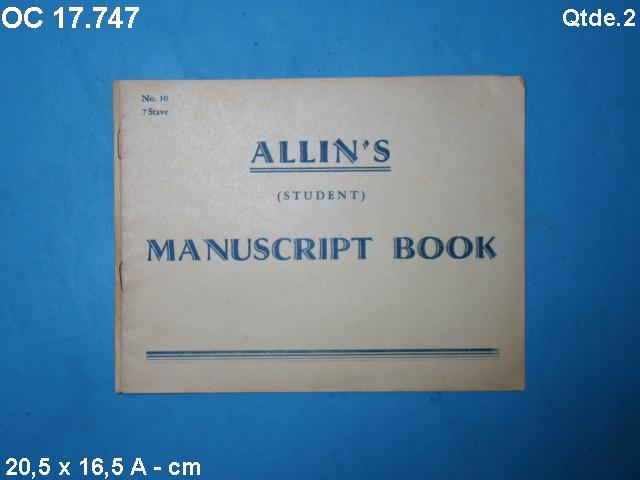 OC 17.747
Qtde.2
No. 10
7 Stave
ALLIN'S
(STUDENT)
MANUSCRIPT BOOK
20,5 x 16,5 A - cm